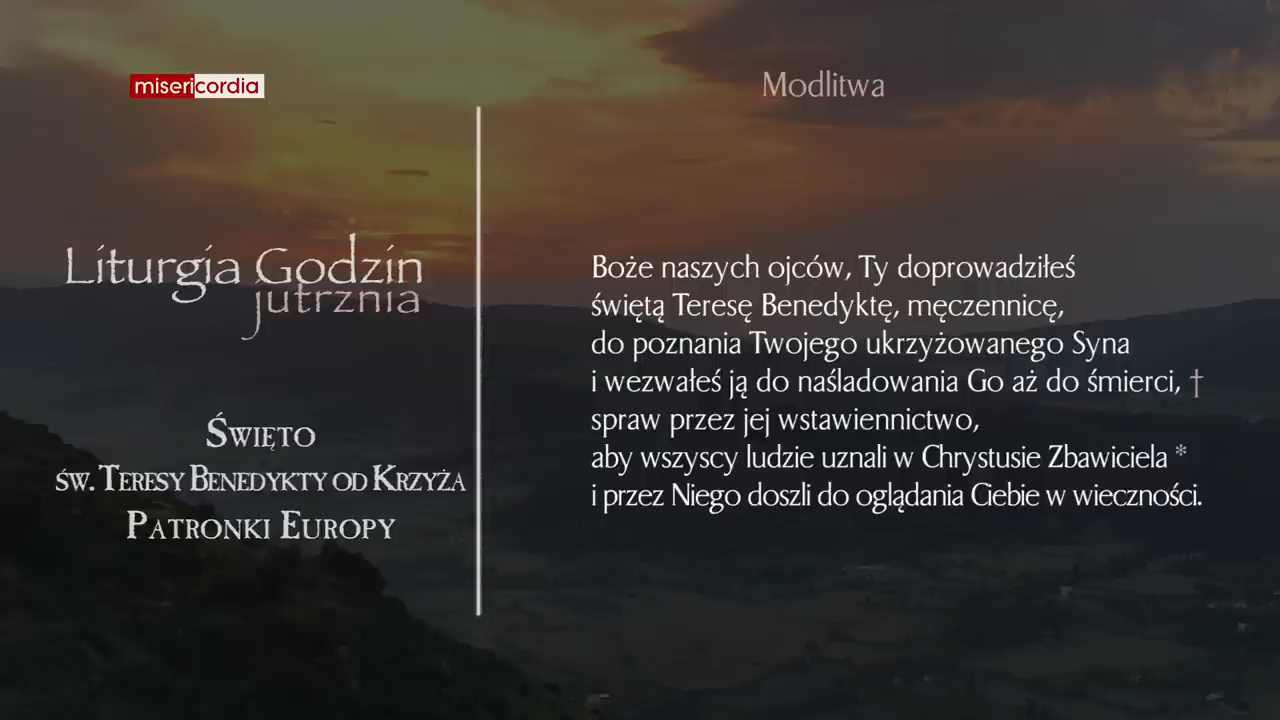 misericordia
Liturgia Godzin
jutrznia
Święto
św. Teresy Benedykty od Krzyża
Patronki Europy
Modlitwa
Boże naszych ojców, Ty doprowadziłeś
świętą Teresę Benedyktę, męczennicę,
do poznania Twojego ukrzyżowanego Syna
i wezwałeś ją do naśladowania Go aż do śmierci, †
spraw przez jej wstawiennictwo,
aby wszyscy ludzie uznali w Chrystusie Zbawiciela *
i przez Niego doszli do oglądania Ciebie w wieczności.